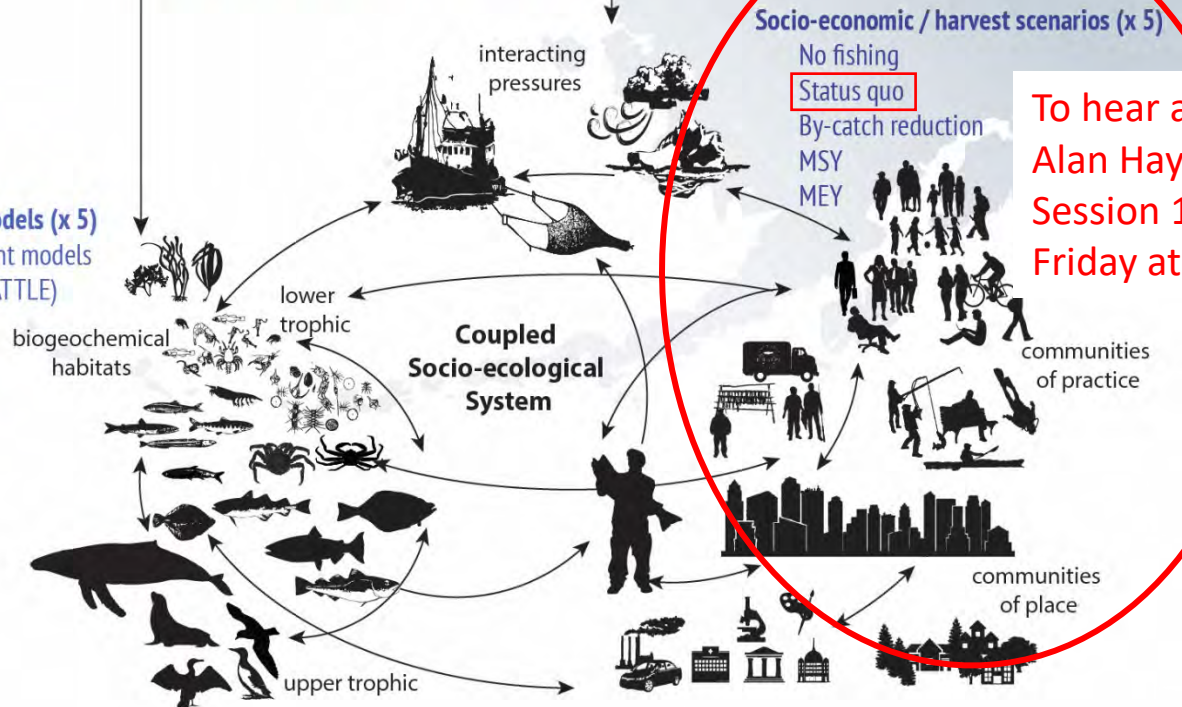 Socio-economic / harvest scenarios (x 5)
No fishing
Status quo
By-catch reduction
MSY
MEY
To hear a
Alan Hay
Session 1
Friday at
interacting
pressures
dels (x 5)
nt models
ATTLE)
biogeochemical
habitats
lower
trophic
Coupled
Socio-ecological
System
communities
of practice
communities
of place
upper trophic